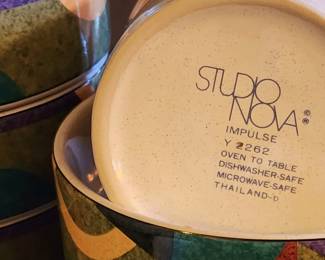 STUDIO
NOVA®
IMPULSE
Y 2262
OVEN TO TABLE
DISHWASHER-SAFE
MICROWAVE-SAFE
THAILAND-D